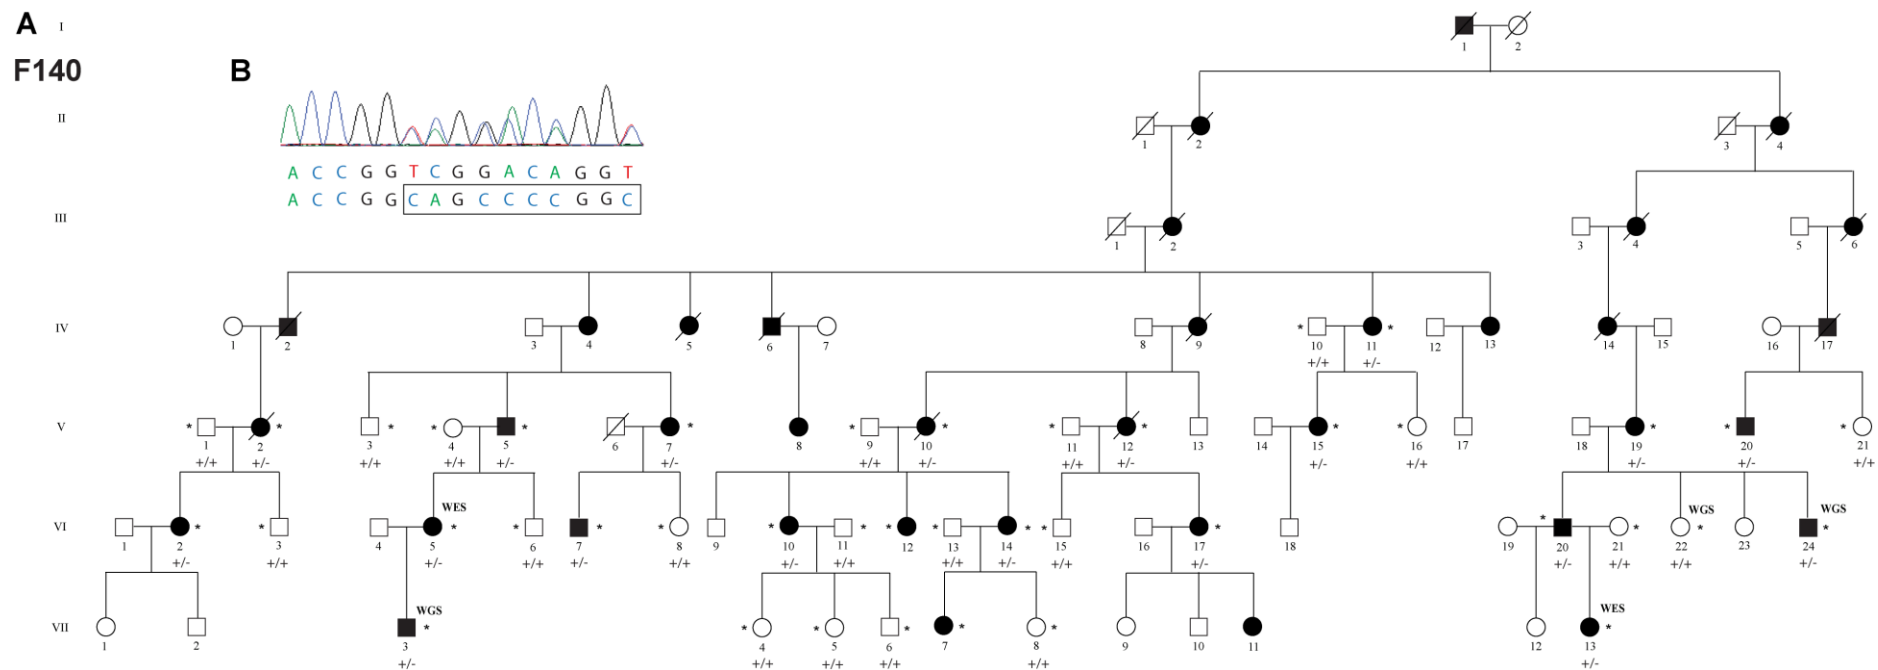 A I
F140 B
II
1 2
1 2 3 4
A C C G G T C G G A C A G G T
A C C G G C A G C C C C G G C
III
1 2 3 4 5 6
IV
1 2 3 4 5 6 7 8 9 * 10 11 * 12 13 14 15 16 17
+/+ +/-
V
* 1 2 * 3 * * 4 5 * 6 7 * 8 * 9 10 * * 11 12 * 13 14 15 * * 16 17 18 19 * * 20 * 21
+/+ +/- +/+ +/+ +/- +/- +/+ +/- +/+ +/- +/- +/+ +/- +/- +/+
WES WGS WGS
VI
1 2 * * 3 4 5 * * 6 7 * * 8 9 * 10 11 * 12 * * 13 14 * * 15 16 17 * 18 19 * 20 21 * 22 * 23 24 *
+/- +/+ +/- +/+ +/- +/+ +/- +/+ +/+ +/- +/+ +/- +/- +/+ +/+ +/-
WGS WES
VII
1 2 3 * * 4 * 5 6 * 7 * 8 * 9 10 11 12 13 *
+/- +/+ +/+ +/+ +/+ +/-